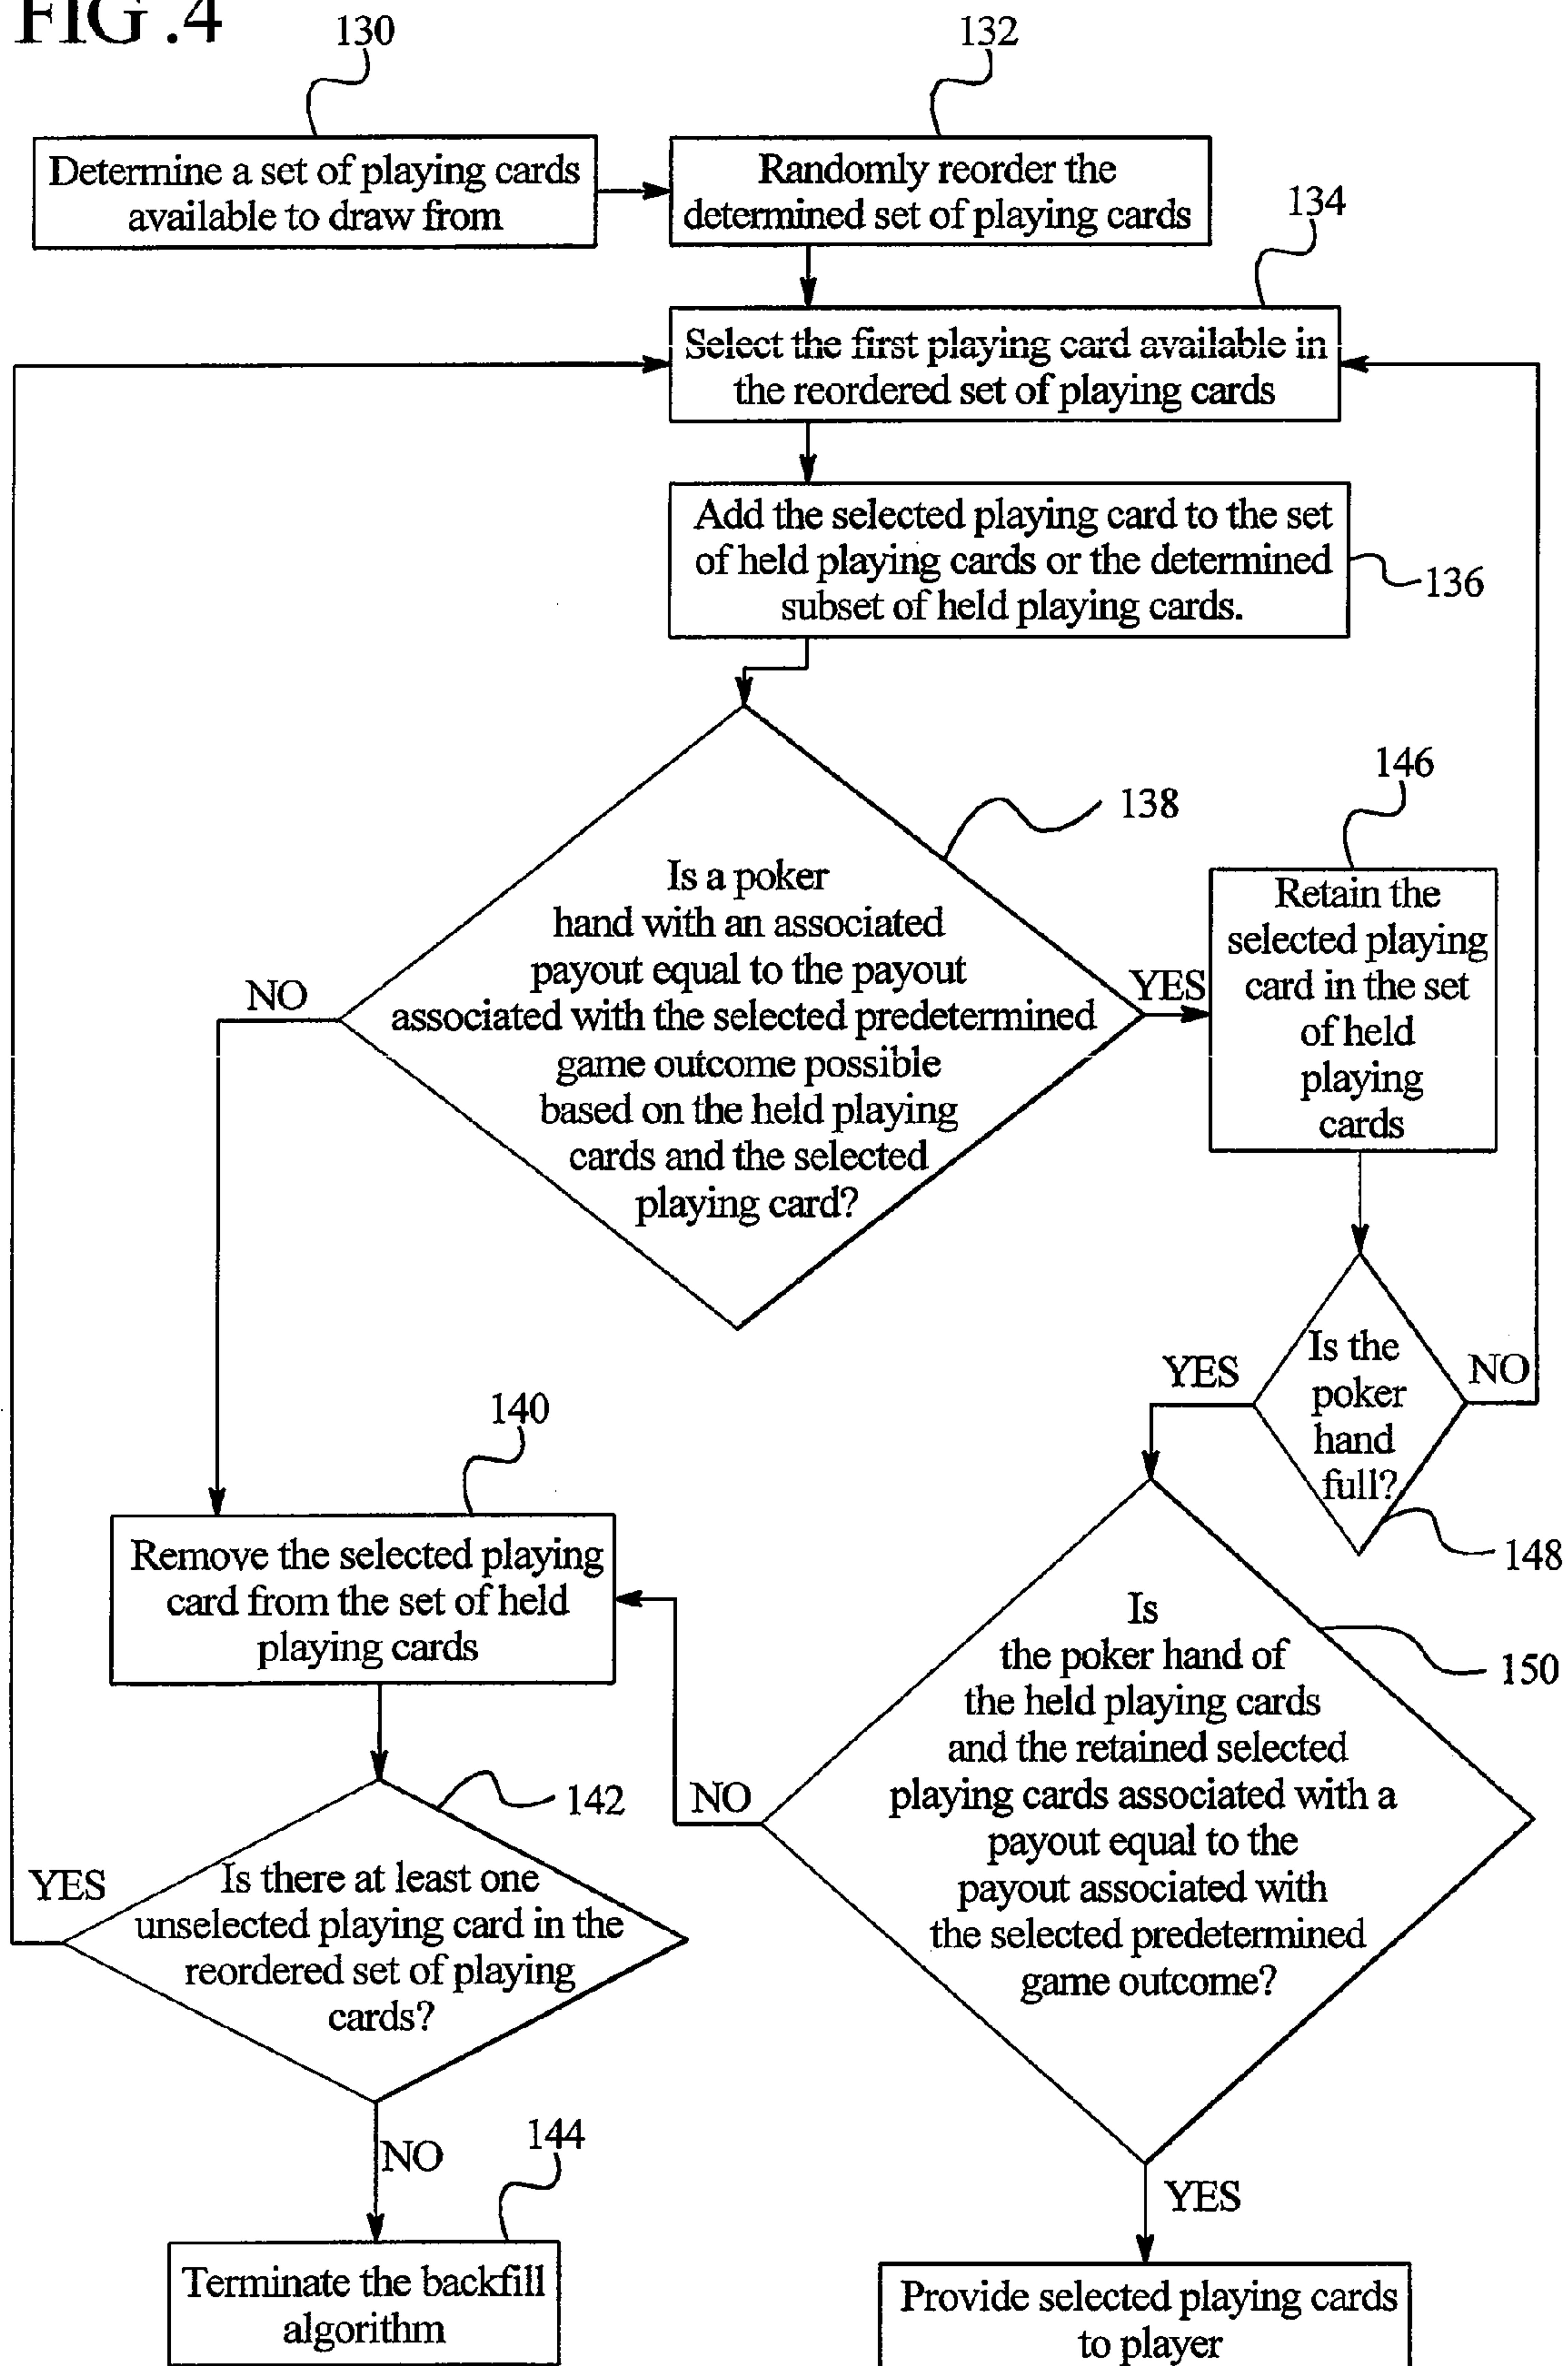 FIG.4
130
132
Determine a set of playing cards
available to draw from
Randomly reorder the
determined set of playing cards
134
Select the first playing card available in
the reordered set of playing cards
Add the selected playing card to the set
of held playing cards or the determined
subset of held playing cards.
136
138
Is a poker
hand with an associated
payout equal to the payout
associated with the selected predetermined
game outcome possible
based on the held playing
cards and the selected
playing card?
NO
YES
146
Retain the
selected playing
card in the set
of held
playing
cards
Is the
poker
hand
full?
YES
NO
148
140
Remove the selected playing
card from the set of held
playing cards
Is
the poker hand of
the held playing cards
and the retained selected
playing cards associated with a
payout equal to the
payout associated with
the selected predetermined
game outcome?
150
NO
142
YES
Is there at least one
unselected playing card in the
reordered set of playing
cards?
NO
144
YES
Terminate the backfill
algorithm
Provide selected playing cards
to player